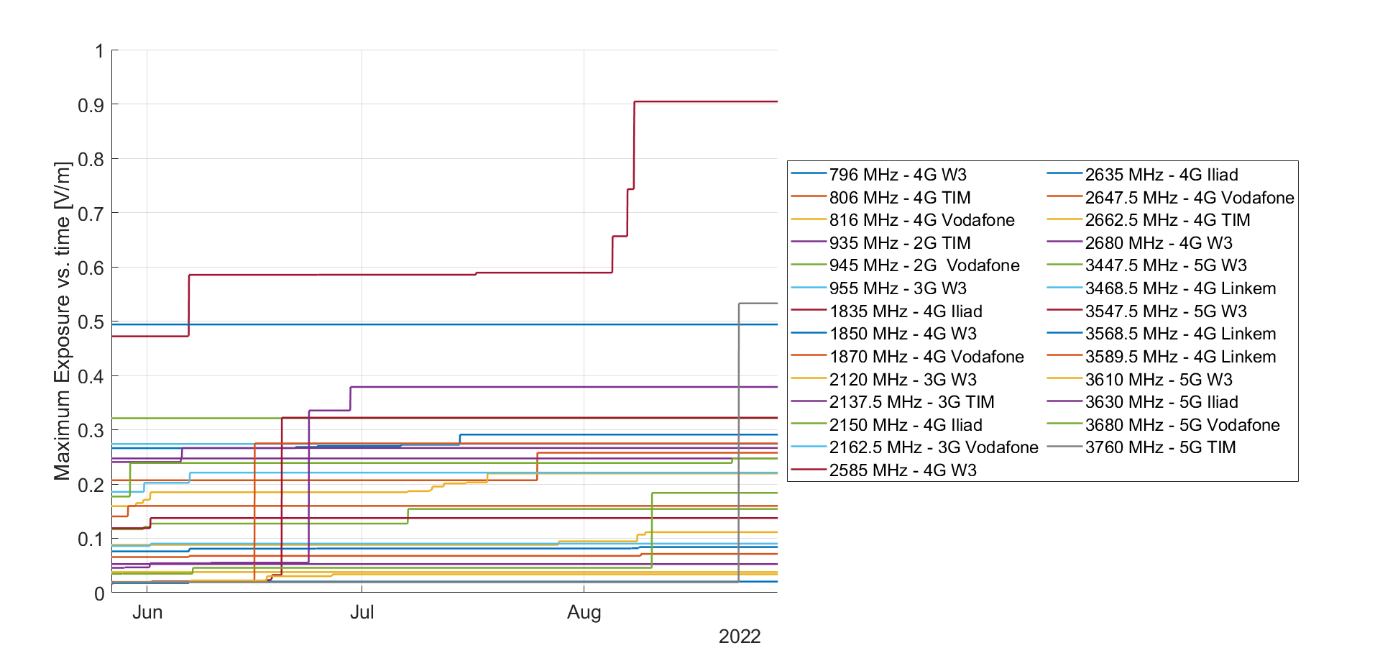 Maximum Exposure vs. time [V/m]
1
0.9
0.8
0.7
0.6
0.5
0.4
0.3
0.2
0.1
0
Jun
Jul
Aug
2022
796 MHz - 4G W3
806 MHz - 4G TIM
816 MHz - 4G Vodafone
935 MHz - 2G TIM
945 MHz - 2G  Vodafone
955 MHz - 3G W3
1835 MHz - 4G Iliad
1850 MHz - 4G W3
1870 MHz - 4G Vodafone
2120 MHz - 3G W3
2137.5 MHz - 3G TIM
2150 MHz - 4G Iliad
2162.5 MHz - 3G Vodafone
2585 MHz - 4G W3
2635 MHz - 4G Iliad
2647.5 MHz - 4G Vodafone
2662.5 MHz - 4G TIM
2680 MHz - 4G W3
3447.5 MHz - 5G W3
3468.5 MHz - 4G Linkem
3547.5 MHz - 5G W3
3568.5 MHz - 4G Linkem
3589.5 MHz - 4G Linkem
3610 MHz - 5G W3
3630 MHz - 5G Iliad
3680 MHz - 5G Vodafone
3760 MHz - 5G TIM